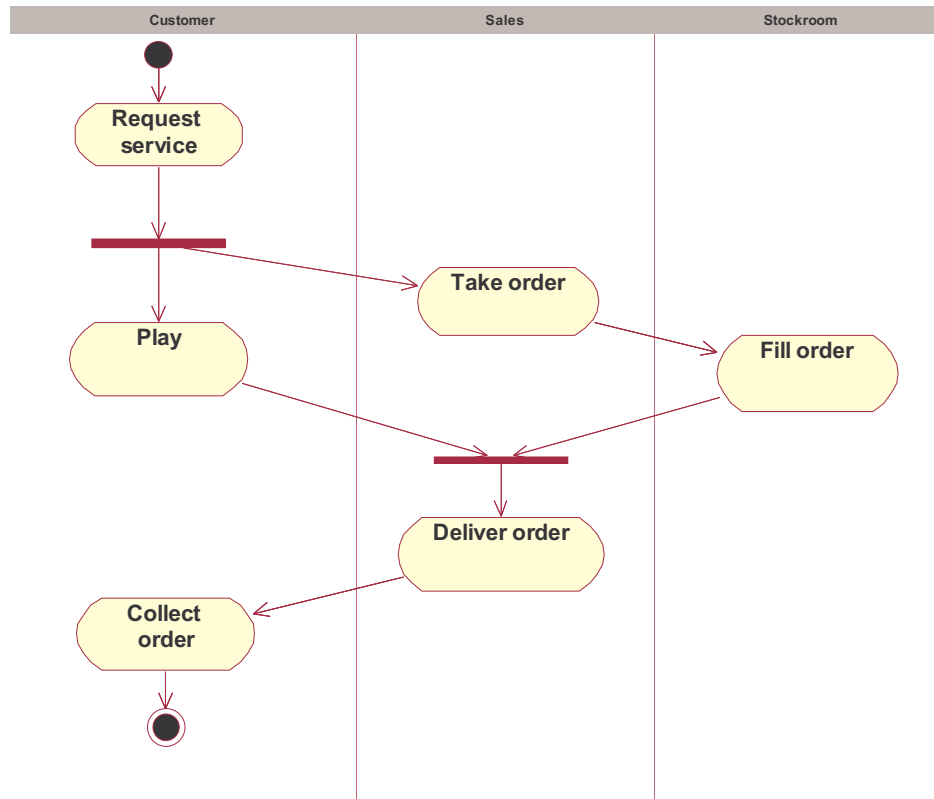 Customer
Sales
Stockroom
Request
service
Take order
Play
Fill order
Deliver order
Collect
order